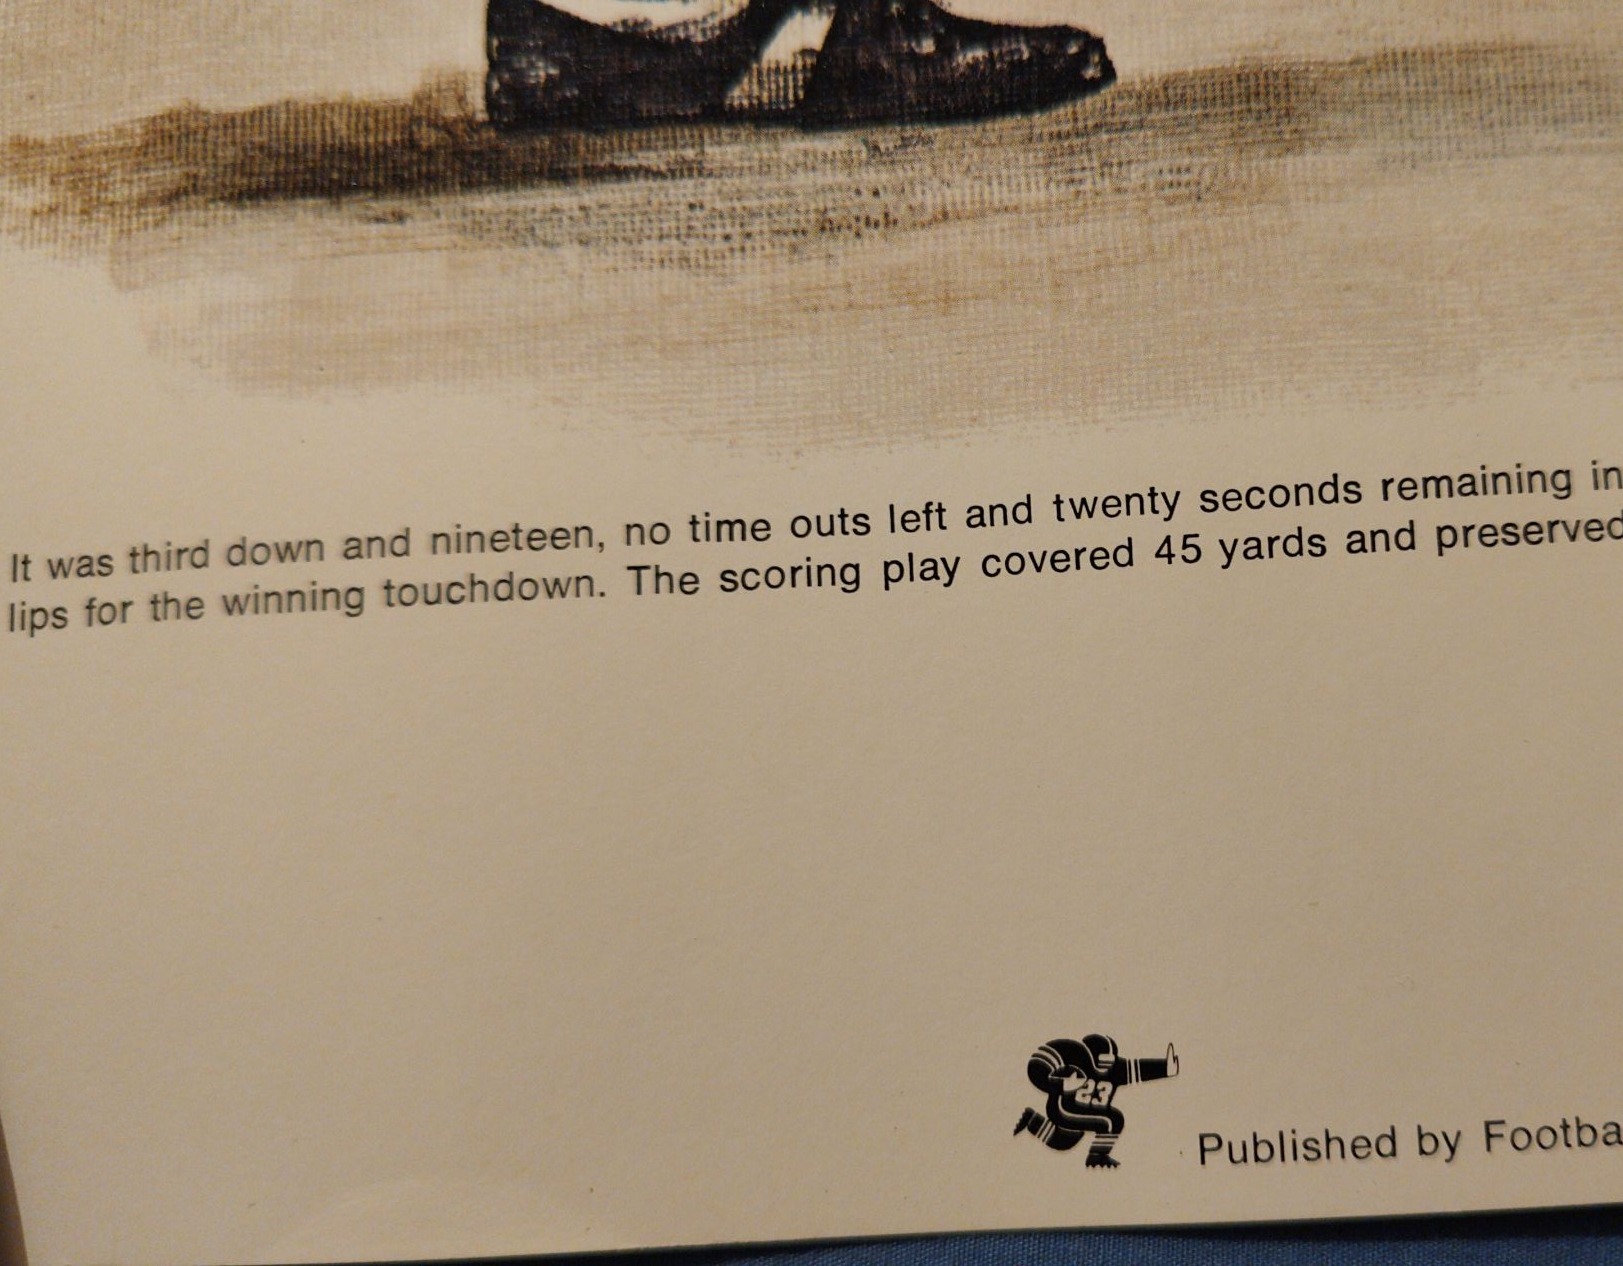 It was third down and nineteen, no time outs left and twenty seconds remaining in
lips for the winning touchdown. The scoring play covered 45 yards and preserved
23
Published by Footba